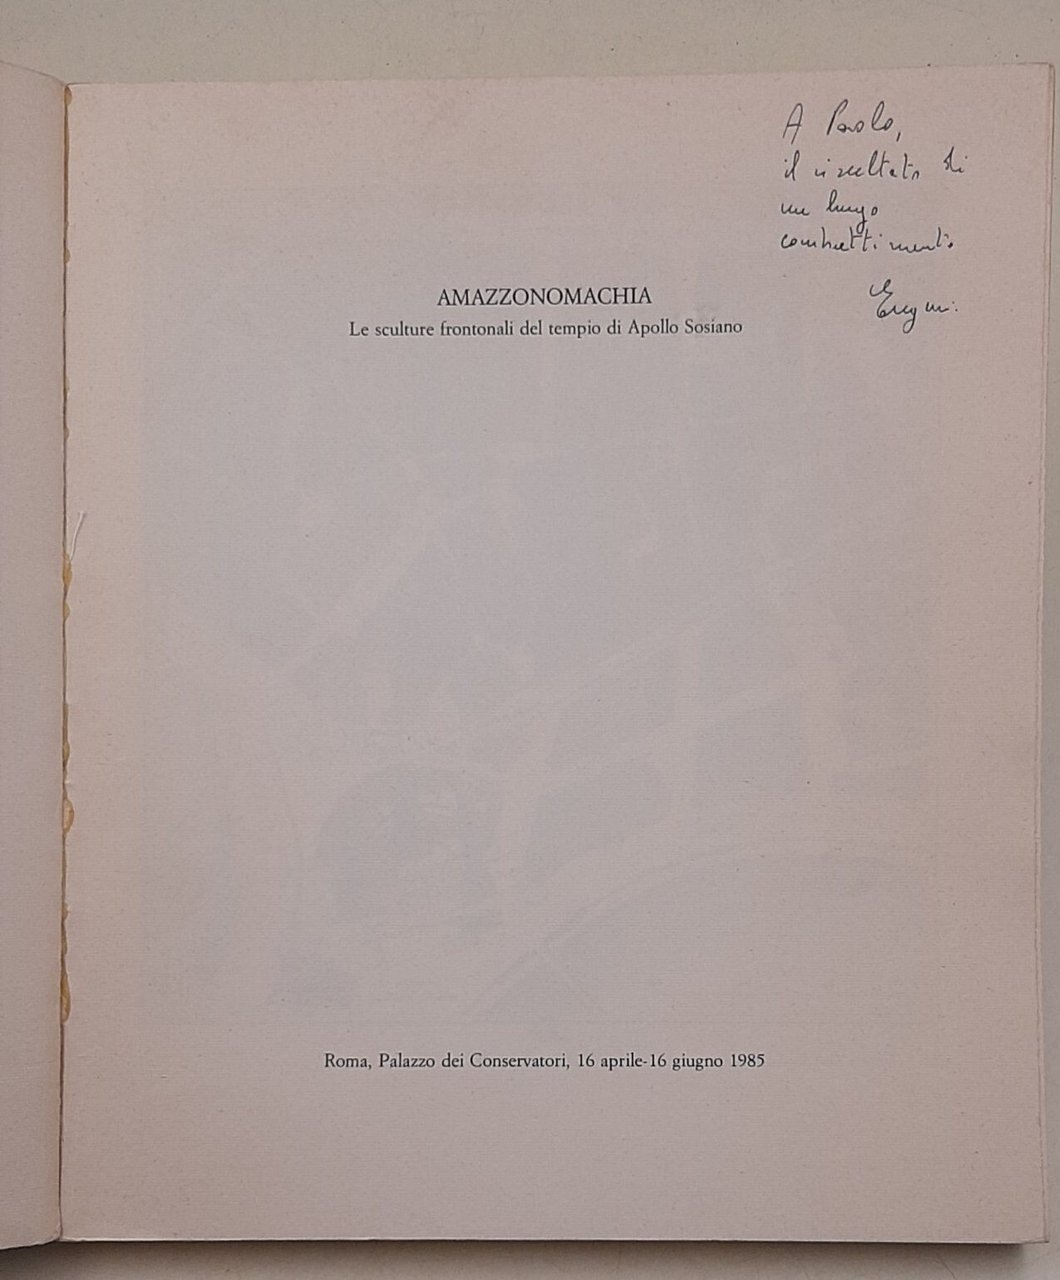 A Paolo,
il risultato di
un lungo
combattimento
AMAZZONOMACHIA
Le sculture frontonali del tempio di Apollo Sosiano
Roma, Palazzo dei Conservatori, 16 aprile-16 giugno 1985